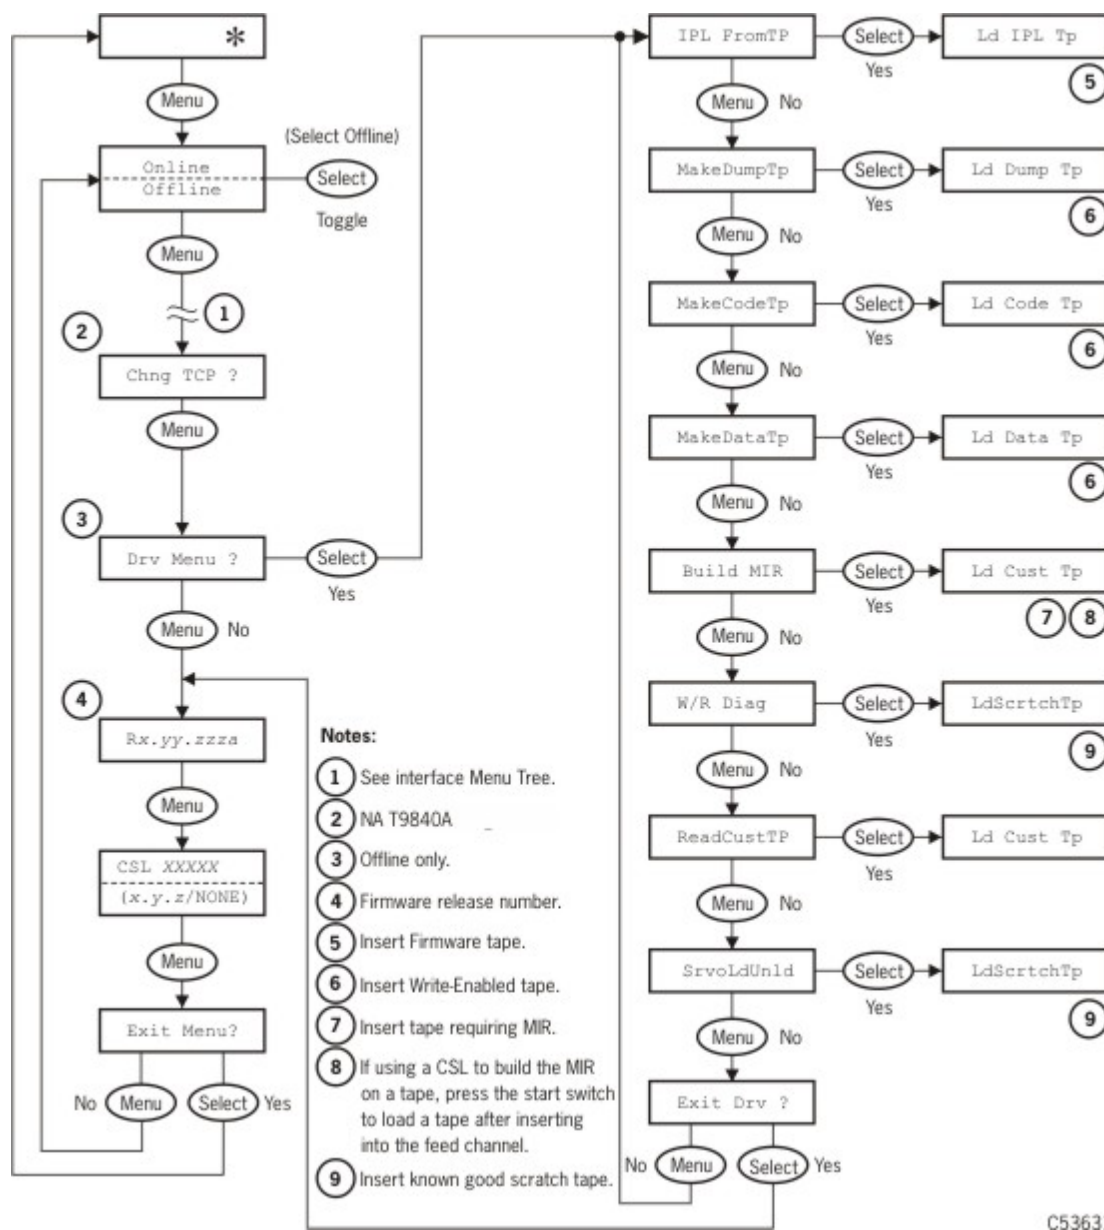 *
Menu
Online
Offline
(Select Offline)
Select
Toggle
Menu
1
2
Chng TCP ?
Menu
3
Drv Menu ?
Select
Yes
Menu No
4
Rx.yy.zzza
Menu
CSL XXXXX
(x.y.z/NONE)
Menu
Exit Menu?
No Menu Select Yes
Notes:
1 See interface Menu Tree.
2 NA T9840A
3 Offline only.
4 Firmware release number.
5 Insert Firmware tape.
6 Insert Write-Enabled tape.
7 Insert tape requiring MIR.
8 If using a CSL to build the MIR
on a tape, press the start switch
to load a tape after inserting
into the feed channel.
9 Insert known good scratch tape.
IPL FromTP Select Ld IPL Tp
Yes
5
Menu No
MakeDumpTp Select Ld Dump Tp
Yes
6
Menu No
MakeCodeTp Select Ld Code Tp
Yes
6
Menu No
MakeDataTp Select Ld Data Tp
Yes
6
Menu No
Build MIR Select Ld Cust Tp
Yes
7 8
Menu No
W/R Diag Select LdScrtchTp
Yes
9
Menu No
ReadCustTP Select Ld Cust Tp
Yes
Menu No
SrvoLdUnld Select LdScrtchTp
Yes
9
Menu No
Exit Drv ?
No Menu Select Yes